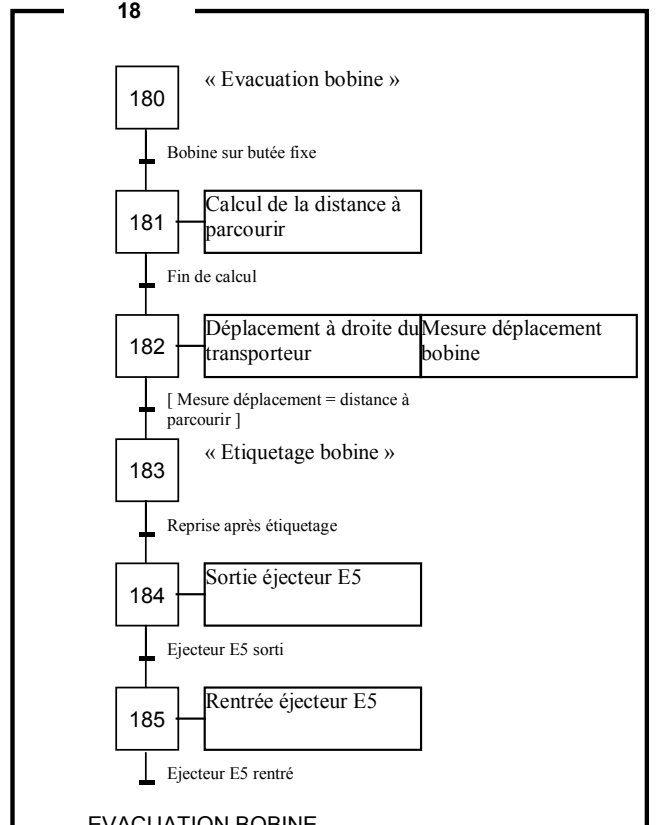 18
180
« Evacuation bobine »
Bobine sur butée fixe
181
Calcul de la distance à
parcourir
Fin de calcul
182
Déplacement à droite du
transporteur
Mesure déplacement
bobine
[ Mesure déplacement = distance à
parcourir ]
183
« Etiquetage bobine »
Reprise après étiquetage
184
Sortie éjecteur E5
Ejecteur E5 sorti
185
Rentrée éjecteur E5
Ejecteur E5 rentré
EVACUATION BOBINE